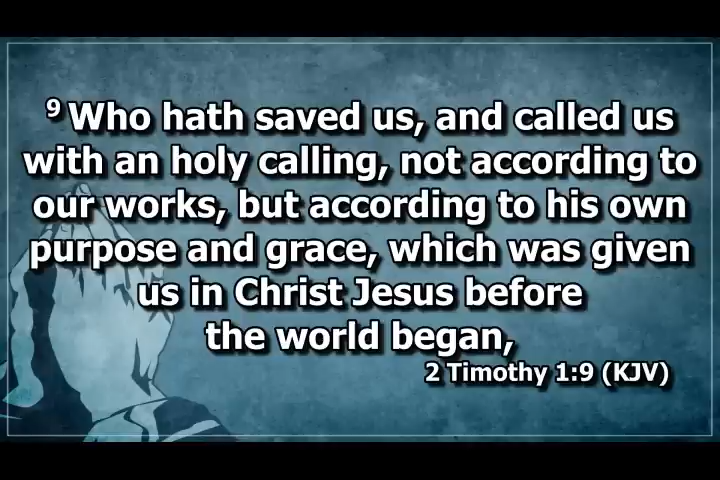 9 Who hath saved us, and called us
with an holy calling, not according to
our works, but according to his own
purpose and grace, which was given
us in Christ Jesus before
the world began,
2 Timothy 1:9 (KJV)